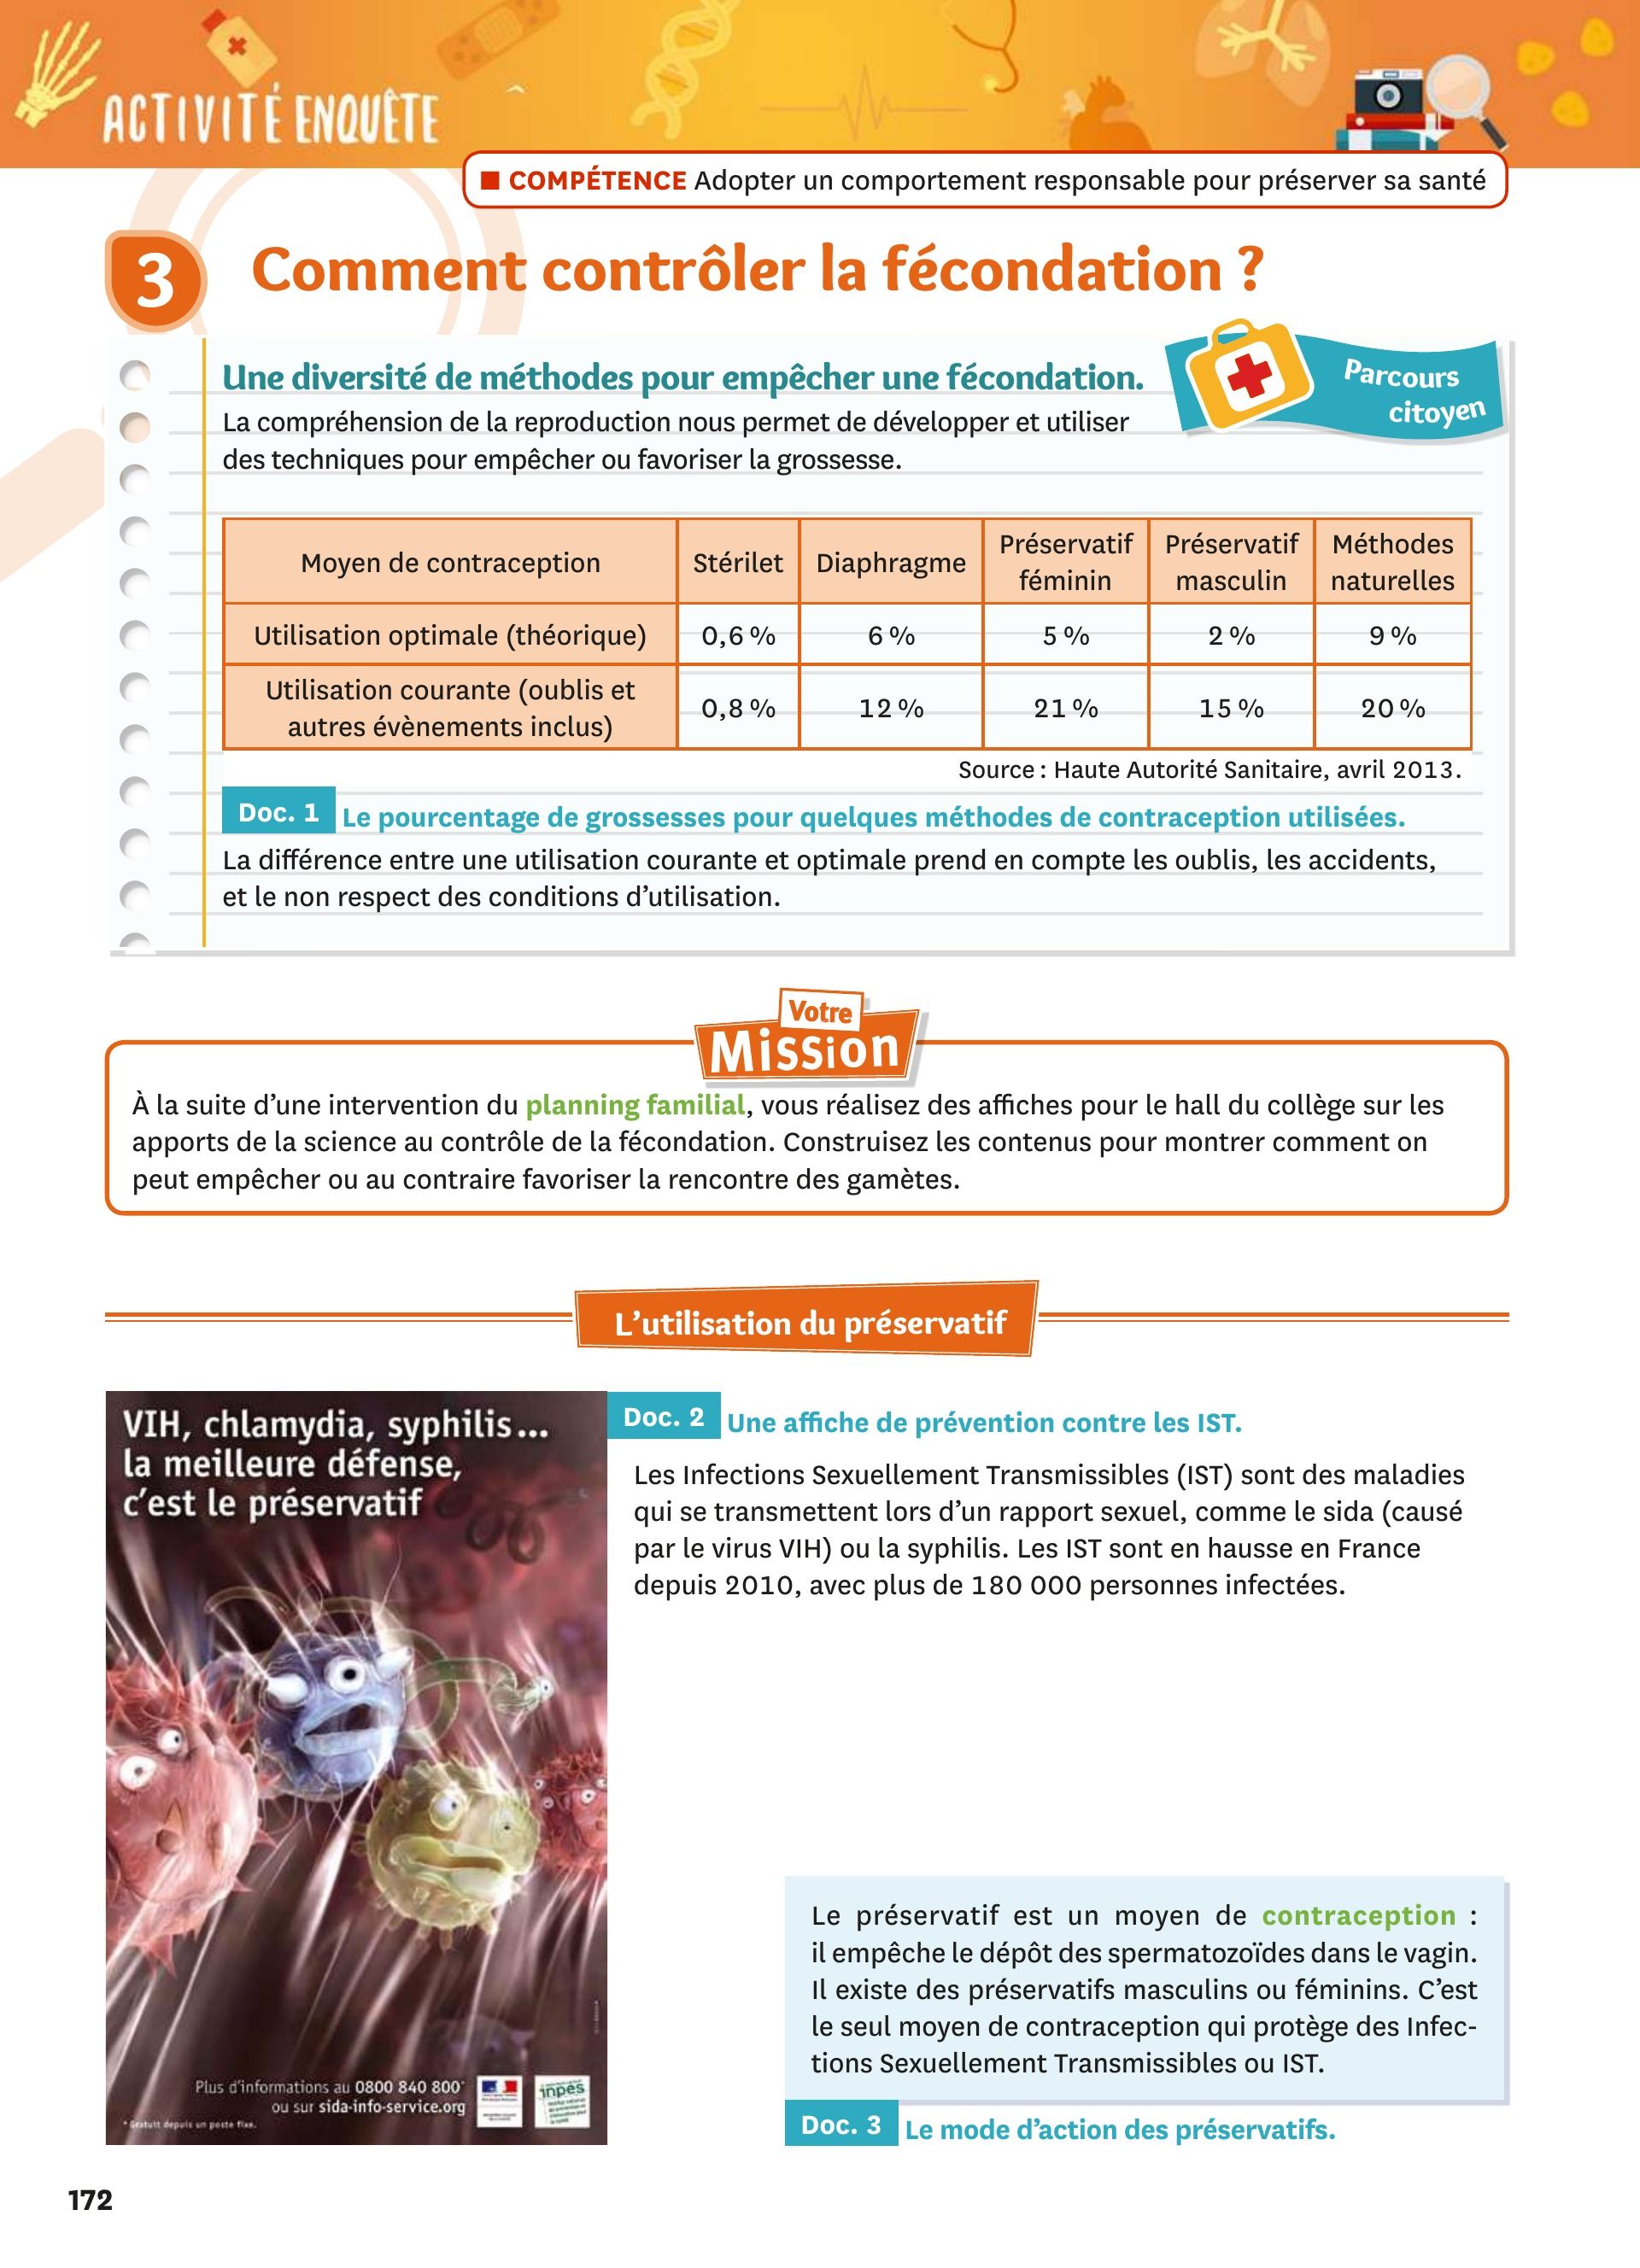 ACTIVITÉ ENQUÊTE
■ COMPÉTENCE Adopter un comportement responsable pour préserver sa santé
3
Comment contrôler la fécondation ?
Une diversité de méthodes pour empêcher une fécondation.
Parcours
citoyen
La compréhension de la reproduction nous permet de développer et utiliser
des techniques pour empêcher ou favoriser la grossesse.
Moyen de contraception Stérilet Diaphragme Préservatif féminin Préservatif masculin Méthodes naturelles
Utilisation optimale (théorique) 0,6 % 6 % 5 % 2 % 9 %
Utilisation courante (oublis et
autres évènements inclus) 0,8 % 12 % 21 % 15 % 20 %
Source : Haute Autorité Sanitaire, avril 2013.
Doc. 1 Le pourcentage de grossesses pour quelques méthodes de contraception utilisées.
La différence entre une utilisation courante et optimale prend en compte les oublis, les accidents,
et le non respect des conditions d'utilisation.
Votre
Mission
À la suite d'une intervention du planning familial, vous réalisez des affiches pour le hall du collège sur les
apports de la science au contrôle de la fécondation. Construisez les contenus pour montrer comment on
peut empêcher ou au contraire favoriser la rencontre des gamètes.
L'utilisation du préservatif
VIH, chlamydia, syphilis...
la meilleure défense,
c'est le préservatif
Plus d'informations au 0800 840 800*
ou sur sida-info-service.org
* Gratuit depuis un poste fixe.
inpes
Doc. 2 Une affiche de prévention contre les IST.
Les Infections Sexuellement Transmissibles (IST) sont des maladies
qui se transmettent lors d'un rapport sexuel, comme le sida (causé
par le virus VIH) ou la syphilis. Les IST sont en hausse en France
depuis 2010, avec plus de 180 000 personnes infectées.
Le préservatif est un moyen de contraception :
il empêche le dépôt des spermatozoïdes dans le vagin.
Il existe des préservatifs masculins ou féminins. C'est
le seul moyen de contraception qui protège des Infec-
tions Sexuellement Transmissibles ou IST.
Doc. 3 Le mode d'action des préservatifs.
172